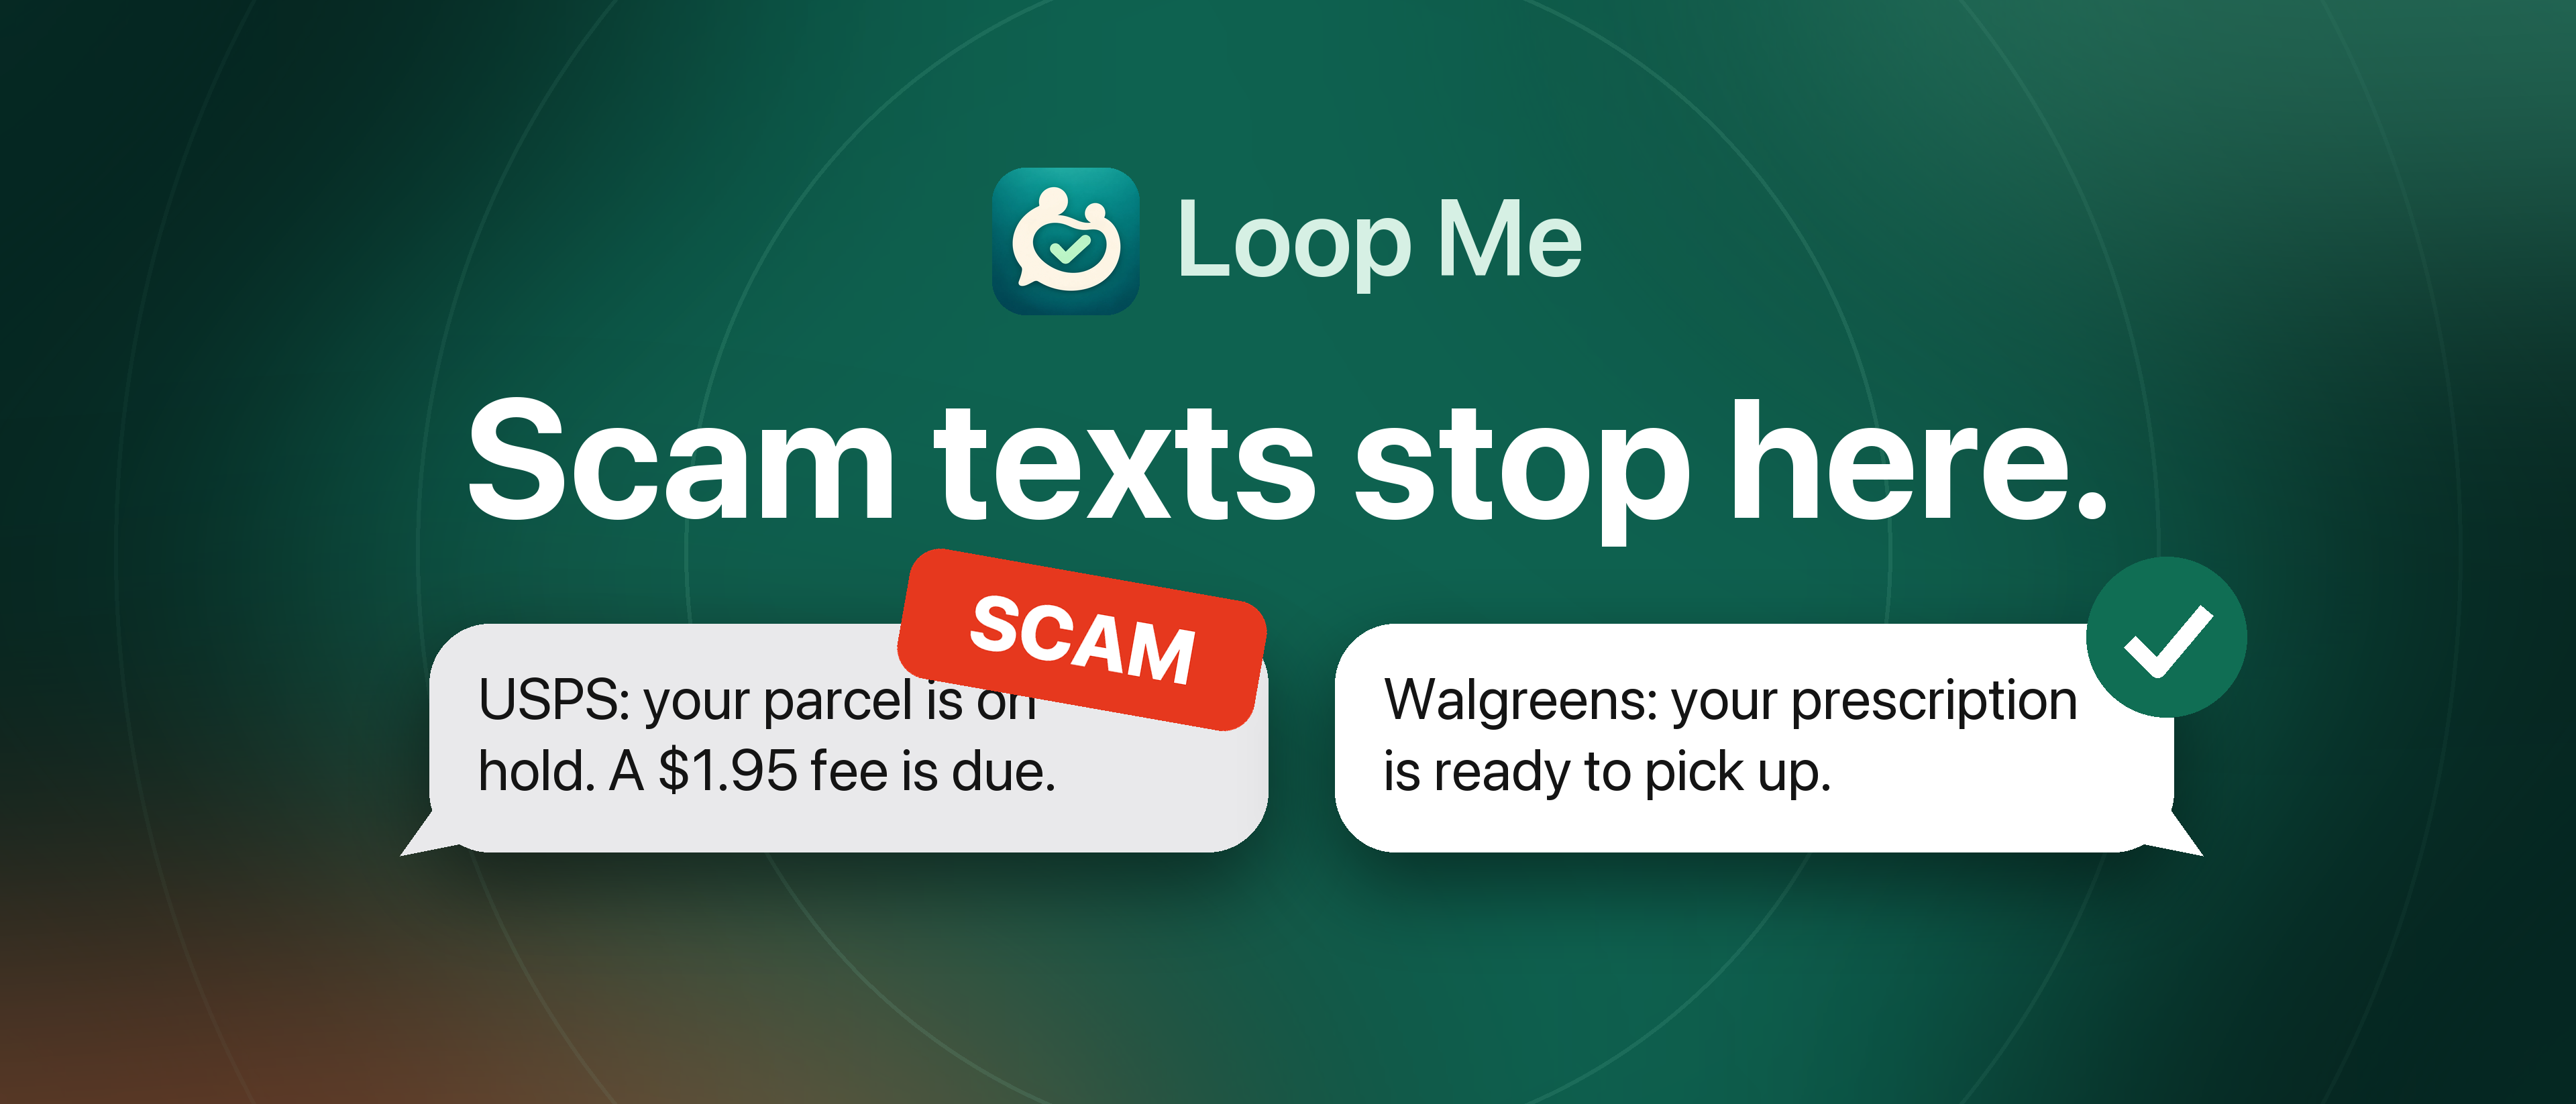 Loop Me
Scam texts stop here.
SCAM
USPS: your parcel is on
hold. A $1.95 fee is due.
Walgreens: your prescription
is ready to pick up.